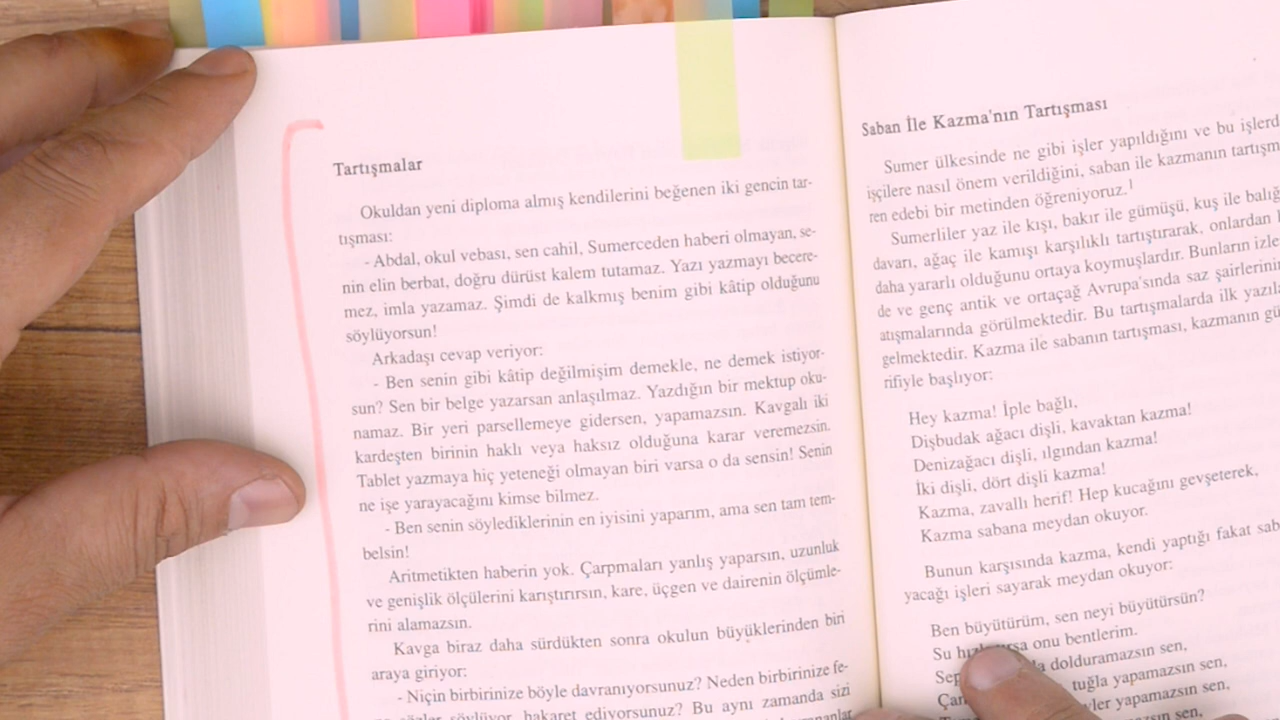 Tartışmalar
Okuldan yeni diploma almış kendilerini beğenen iki gencin tar-
tışması:
- Abdal, okul vebası, sen cahil, Sumerceden haberi olmayan, se-
nin elin berbat, doğru dürüst kalem tutamaz. Yazı yazmayı becere-
mez, imla yazamaz. Şimdi de kalkmış benim gibi kâtip olduğunu
söylüyorsun!
Arkadaşı cevap veriyor:
- Ben senin gibi kâtip değilmişim demekle, ne demek istiyor-
sun? Sen bir belge yazarsan anlaşılmaz. Yazdığın bir mektup oku-
namaz. Bir yeri parsellemeye gidersen, yapamazsın. Kavgalı iki
kardeşten birinin haklı veya haksız olduğuna karar veremezsin.
Tablet yazmaya hiç yeteneği olmayan biri varsa o da sensin! Senin
ne işe yarayacağını kimse bilmez.
- Ben senin söylediklerinin en iyisini yaparım, ama sen tam tem-
belsin!
Aritmetikten haberin yok. Çarpmaları yanlış yaparsın, uzunluk
ve genişlik ölçülerini karıştırırsın, kare, üçgen ve dairenin ölçümle-
rini alamazsın.
Kavga biraz daha sürdükten sonra okulun büyüklerinden biri
araya giriyor:
- Niçin birbirinize böyle davranıyorsunuz? Neden birbirinize fe-
sözler söylüyor, hakaret ediyorsunuz? Bu aynı zamanda sizi
Saban İle Kazma'nın Tartışması
Sumer ülkesinde ne gibi işler yapıldığını ve bu işlerd
işçilere nasıl önem verildiğini, saban ile kazmanın tartışm
ren edebi bir metinden öğreniyoruz.1
Sumerliler yaz ile kışı, bakır ile gümüşü, kuş ile balığ
davarı, ağaç ile kamışı karşılıklı tartıştırarak, onlardan
daha yararlı olduğunu ortaya koymuşlardır. Bunların izle
de ve genç antik ve ortaçağ Avrupa'sında saz şairlerinin
atışmalarında görülmektedir. Bu tartışmalarda ilk yazıla
gelmektedir. Kazma ile sabanın tartışması, kazmanın gü
rifiyle başlıyor:
Hey kazma! İple bağlı,
Dişbudak ağacı dişli, kavaktan kazma!
Denizağacı dişli, ılgından kazma!
İki dişli, dört dişli kazma!
Kazma, zavallı herif! Hep kucağını gevşeterek,
Kazma sabana meydan okuyor.
Bunun karşısında kazma, kendi yaptığı fakat sab
yacağı işleri sayarak meydan okuyor:
Ben büyütürüm, sen neyi büyütürsün?
Su onu bentlerim.
dolduramazsın sen,
tuğla yapamazsın sen,
yapamazsın sen,
sen,